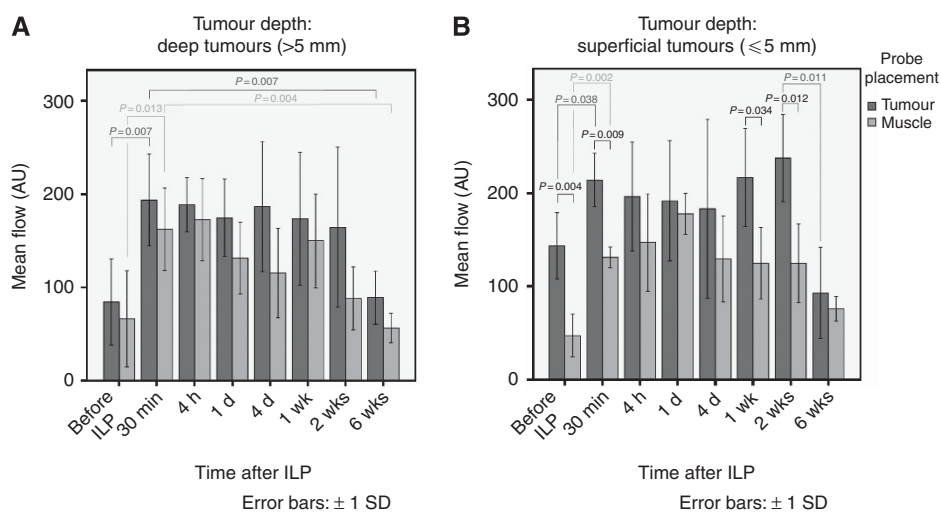 A
Tumour depth:
deep tumours (>5 mm)
Mean flow (AU)
300
200
100
0
P=0.007
P=0.004
P=0.013
P=0.007
Before
ILP
30 min
4 h
1 d
4 d
1 wk
2 wks
6 wks
Time after ILP
Error bars: ± 1 SD
B
Tumour depth:
superficial tumours (⩽5 mm)
Mean flow (AU)
300
200
100
0
P=0.002
P=0.038
P=0.009
P=0.004
P=0.034
P=0.012
P=0.011
Before
ILP
30 min
4 h
1 d
4 d
1 wk
2 wks
6 wks
Time after ILP
Error bars: ± 1 SD
Probe
placement
Tumour
Muscle